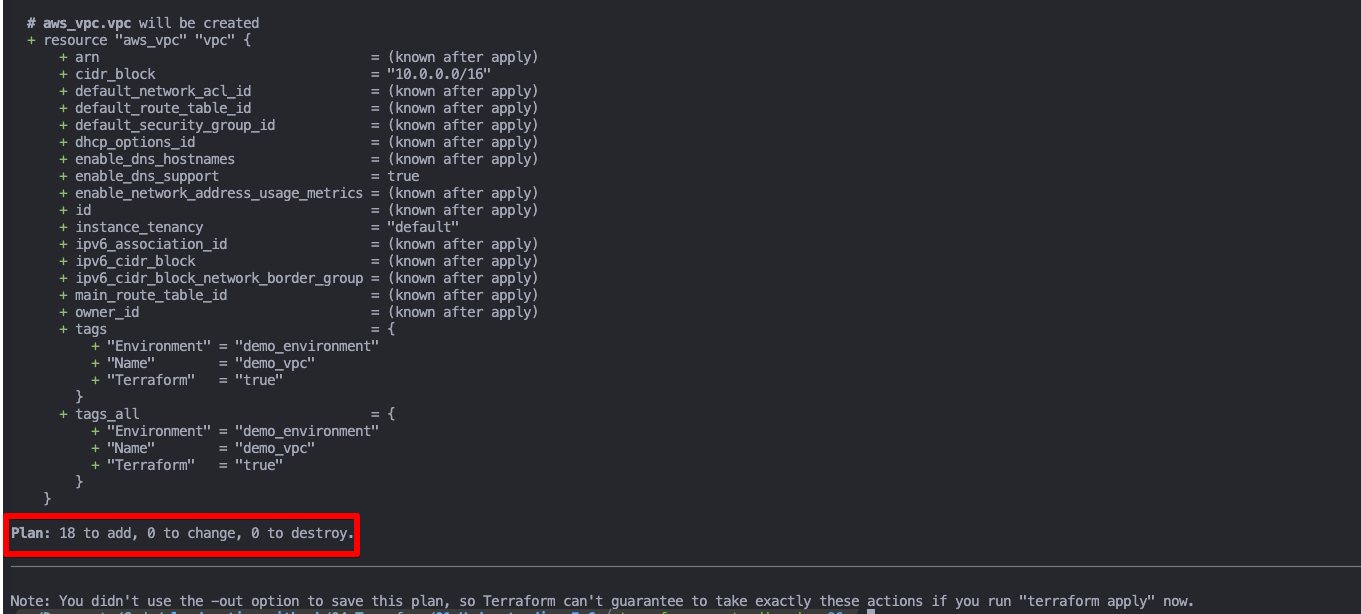 # aws_vpc.vpc will be created
+ resource "aws_vpc" "vpc" {
+ arn = (known after apply)
+ cidr_block = "10.0.0.0/16"
+ default_network_acl_id = (known after apply)
+ default_route_table_id = (known after apply)
+ default_security_group_id = (known after apply)
+ dhcp_options_id = (known after apply)
+ enable_dns_hostnames = (known after apply)
+ enable_dns_support = true
+ enable_network_address_usage_metrics = (known after apply)
+ id = (known after apply)
+ instance_tenancy = "default"
+ ipv6_association_id = (known after apply)
+ ipv6_cidr_block = (known after apply)
+ ipv6_cidr_block_network_border_group = (known after apply)
+ main_route_table_id = (known after apply)
+ owner_id = (known after apply)
+ tags = {
+ "Environment" = "demo_environment"
+ "Name" = "demo_vpc"
+ "Terraform" = "true"
}
+ tags_all = {
+ "Environment" = "demo_environment"
+ "Name" = "demo_vpc"
+ "Terraform" = "true"
}
}
Plan: 18 to add, 0 to change, 0 to destroy.
Note: You didn't use the -out option to save this plan, so Terraform can't guarantee to take exactly these actions if you run "terraform apply" now.